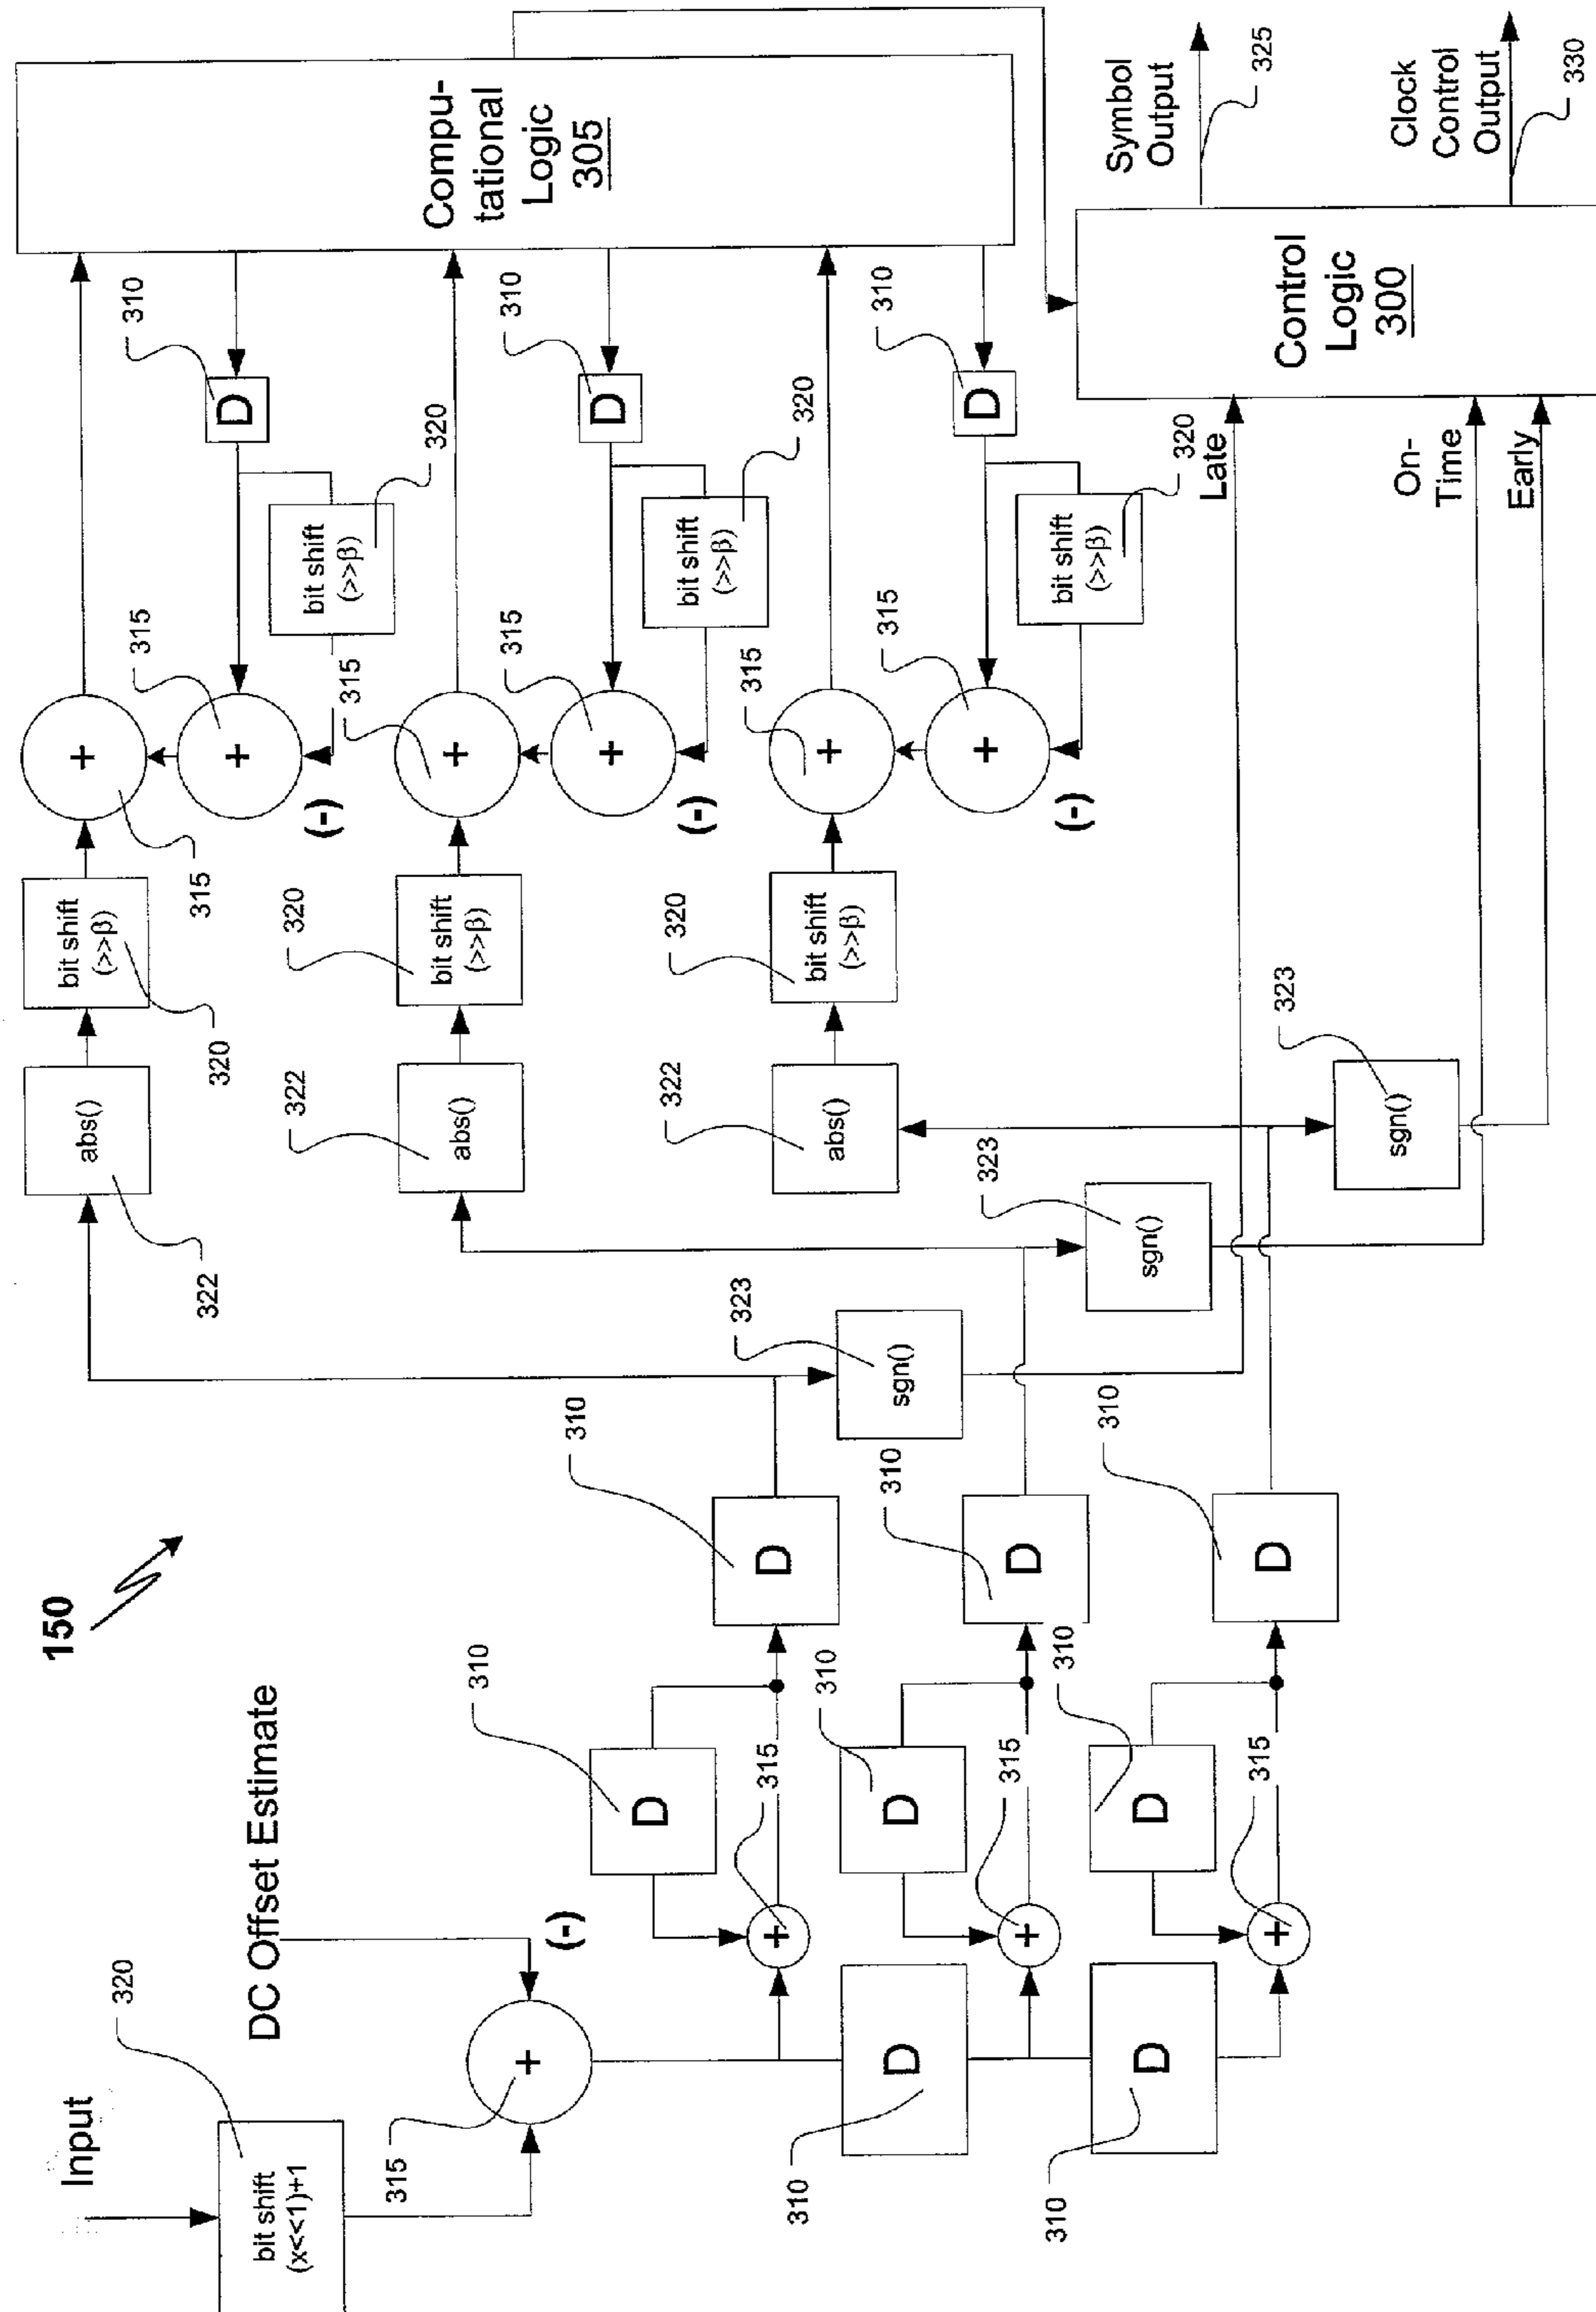 150
Input
320
bit shift
(x<<1)+1
DC Offset Estimate
315
+
(-)
310
D
310
D
310
D
315
+
310
D
315
+
310
D
315
+
310
D
310
D
310
D
323
sgn()
323
sgn()
323
sgn()
322
abs()
322
abs()
322
abs()
320
bit shift
(>>β)
320
bit shift
(>>β)
320
bit shift
(>>β)
315
+
315
+
(-)
315
+
315
+
(-)
315
+
315
+
(-)
310
D
320
bit shift
(>>β)
310
D
320
bit shift
(>>β)
310
D
320
bit shift
(>>β)
Compu-
tational
Logic
305
Late
On-
Time
Early
Control
Logic
300
Symbol
Output
325
Clock
Control
Output
330